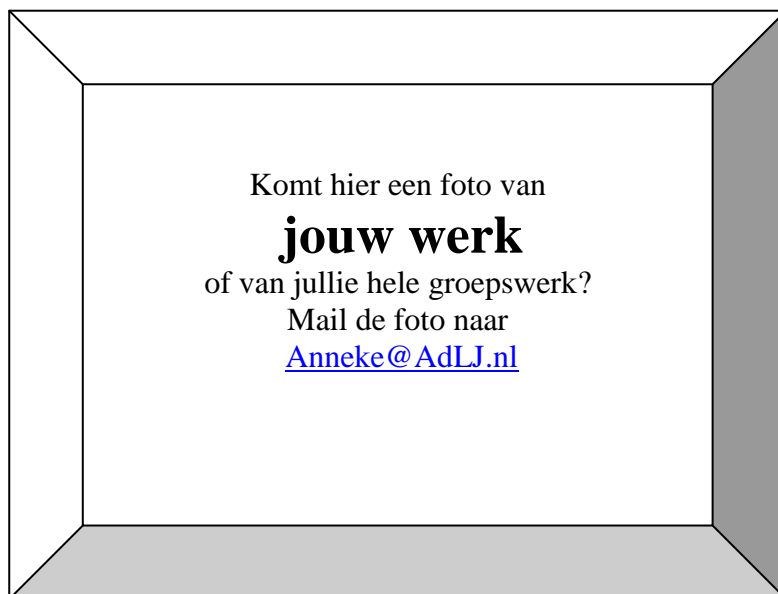 Komt hier een foto van
jouw werk
of van jullie hele groepswerk?
Mail de foto naar
Anneke@AdLJ.nl